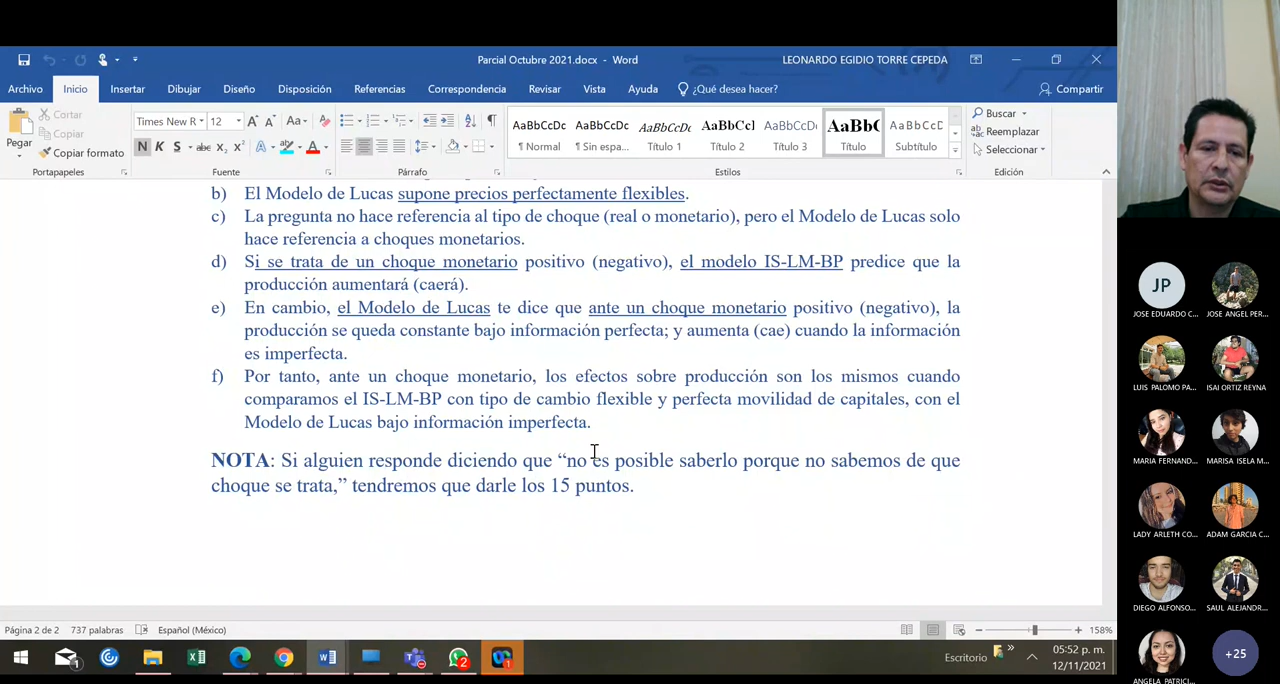 Parcial Octubre 2021.docx - Word
LEONARDO EGIDIO TORRE CEPEDA
Archivo
Inicio
Insertar
Dibujar
Diseño
Disposición
Referencias
Correspondencia
Revisar
Vista
Ayuda
¿Qué desea hacer?
Compartir
Pegar
Cortar
Copiar
Copiar formato
Portapapeles
Times New R
12
Aa
N K S abc x₂ x²
Fuente
Párrafo
AaBbCcDc
¶ Normal
AaBbCcDc
¶ Sin espa...
AaBbCcDc
Título 1
AaBbCcl
Título 2
AaBbCcDc
Título 3
AaBb(
Título
AaBbCcD
Subtítulo
Estilos
Buscar
Reemplazar
Seleccionar
Edición
b) El Modelo de Lucas supone precios perfectamente flexibles.
c) La pregunta no hace referencia al tipo de choque (real o monetario), pero el Modelo de Lucas solo
hace referencia a choques monetarios.
d) Si se trata de un choque monetario positivo (negativo), el modelo IS-LM-BP predice que la
producción aumentará (caerá).
e) En cambio, el Modelo de Lucas te dice que ante un choque monetario positivo (negativo), la
producción se queda constante bajo información perfecta; y aumenta (cae) cuando la información
es imperfecta.
f) Por tanto, ante un choque monetario, los efectos sobre producción son los mismos cuando
comparamos el IS-LM-BP con tipo de cambio flexible y perfecta movilidad de capitales, con el
Modelo de Lucas bajo información imperfecta.
NOTA: Si alguien responde diciendo que “no es posible saberlo porque no sabemos de que
choque se trata,” tendremos que darle los 15 puntos.
Página 2 de 2
737 palabras
Español (México)
158%
Escritorio
05:52 p. m.
12/11/2021
JP
JOSE EDUARDO C...
JOSE ANGEL PER...
LUIS PALOMO PA...
ISAI ORTIZ REYNA
MARIA FERNAND...
MARISA ISELA M...
LADY ARLETH CO...
ADAM GARCIA C...
DIEGO ALFONSO...
SAUL ALEJANDR...
ANGELA PATRICI...
+25